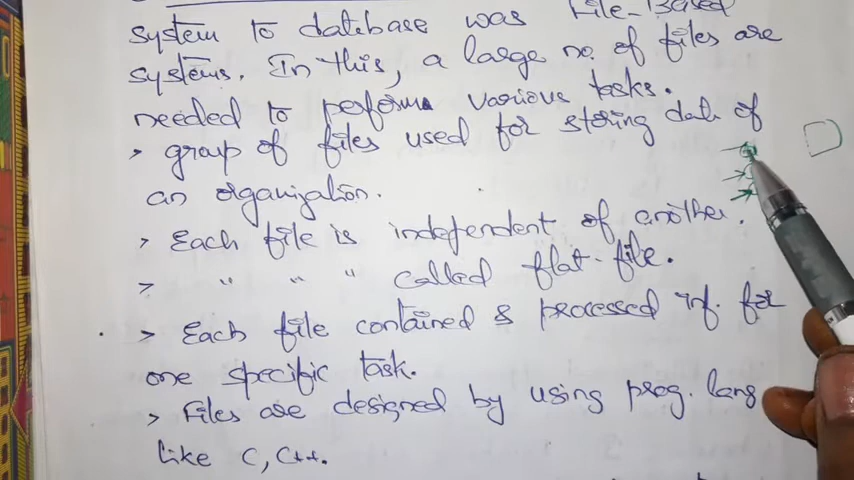 system to database was File-Based
systems. In this, a large no. of files are
needed to perform various tasks.
> group of files used for storing data of
an organization.
> Each file is independent of another.
> " " " called flat-file.
> Each file contained & processed inf. for
one specific task.
> Files are designed by using prog. lang
like C, C++.